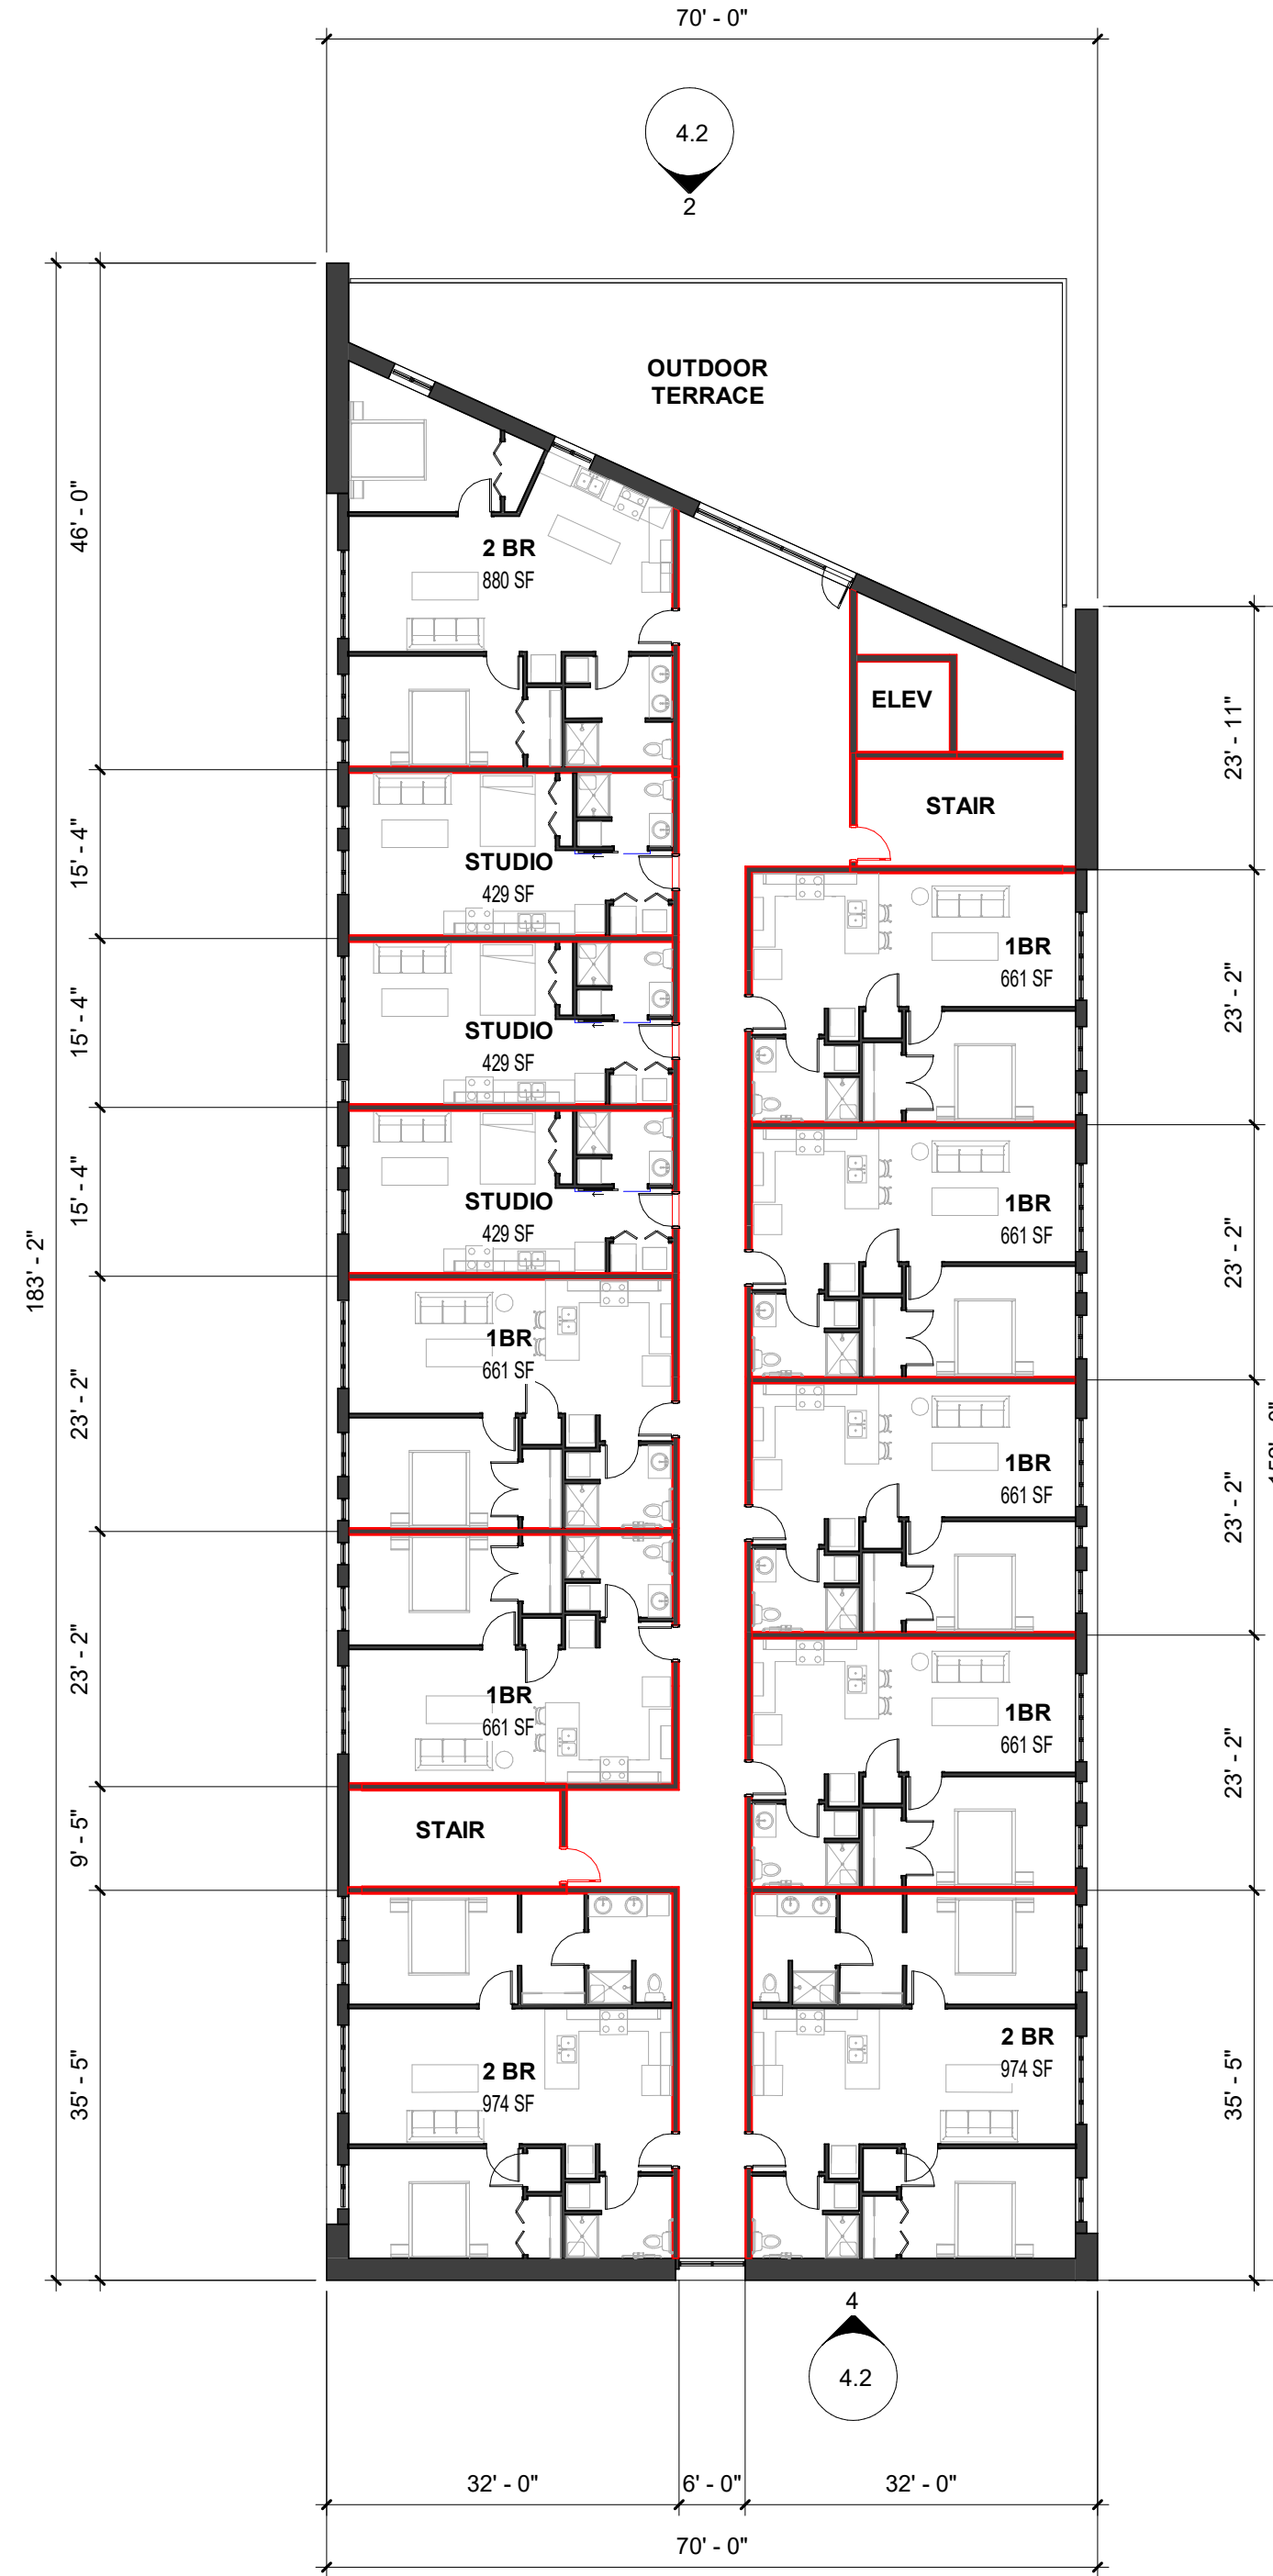 70' - 0"
4.2
2
OUTDOOR
TERRACE
46' - 0"
2 BR
880 SF
ELEV
23' - 11"
STAIR
15' - 4"
STUDIO
429 SF
1BR
661 SF
23' - 2"
15' - 4"
STUDIO
429 SF
1BR
661 SF
23' - 2"
15' - 4"
STUDIO
429 SF
183' - 2"
1BR
661 SF
23' - 2"
1BR
661 SF
23' - 2"
1BR
661 SF
23' - 2"
1BR
661 SF
23' - 2"
STAIR
9' - 5"
2 BR
974 SF
35' - 5"
2 BR
974 SF
35' - 5"
4
4.2
32' - 0"
6' - 0"
32' - 0"
70' - 0"